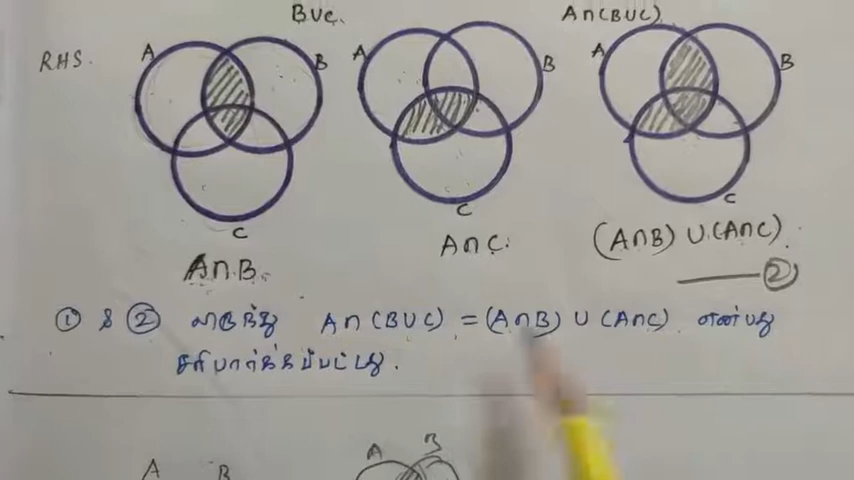 BUC. A∩(BUC)
RHS. A B A B A B
C C C
A∩B. A∩C. (A∩B) U (A∩C).
②
① & ② லிருந்து A∩(BUC) = (A∩B) U (A∩C) என்பது
சரிபார்க்கப்பட்டது.
A B A B